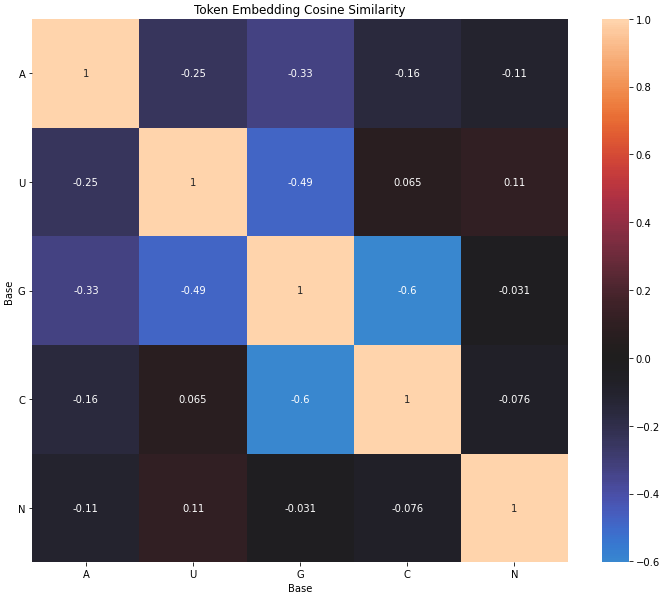 Token Embedding Cosine Similarity
A 1 -0.25 -0.33 -0.16 -0.11
U -0.25 1 -0.49 0.065 0.11
G -0.33 -0.49 1 -0.6 -0.031
C -0.16 0.065 -0.6 1 -0.076
N -0.11 0.11 -0.031 -0.076 1
A U G C N
Base
Base
1.0
0.8
0.6
0.4
0.2
0.0
-0.2
-0.4
-0.6